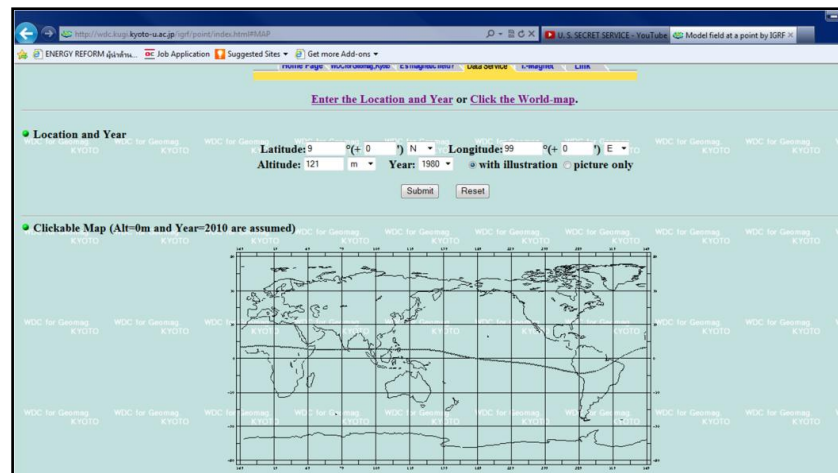 http://wdc.kugi.kyoto-u.ac.jp/igrf/point/index.html#MAP
U. S. SECRET SERVICE - YouTube
Model field at a point by IGRF
ENERGY REFORM
Job Application
Suggested Sites
Get more Add-ons
Home Page
Data Service
Link
Enter the Location and Year or Click the World-map.
Location and Year
Latitude: 9 °(+ 0 ') N Longitude: 99 °(+ 0 ') E
Altitude: 121 m Year: 1980 with illustration picture only
Submit Reset
Clickable Map (Alt=0m and Year=2010 are assumed)
WDC for Geomag
KYOTO